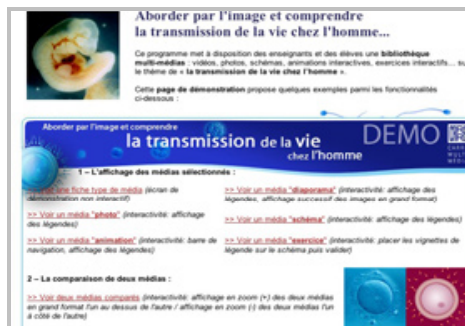 Aborder par l'image et comprendre
la transmission de la vie chez l'homme...
Ce programme met à disposition des enseignants et des élèves une bibliothèque
multi-médias : vidéos, photos, schémas, animations interactives, exercices interactifs... su
le thème de « la transmission de la vie chez l'homme ».
Cette page de démonstration propose quelques exemples parmi les fonctionnalités
ci-dessous :
Aborder par l'image et comprendre
la transmission de la vie
chez l'homme
DEMO
1 – L'affichage des médias sélectionnés :
une fiche type de média (écran de
démonstration non interactif)
>> Voir un média "diaporama" (interactivité: affichage des
légendes, affichage successif des images en grand format)
>> Voir un média "photo" (interactivité: affichage
des légendes)
>> Voir un média "schéma" (interactivité: affichage des légendes)
>> Voir un média "animation" (interactivité: barre de
navigation, affichage des légendes)
>> Voir un média "exercice" (interactivité: placer les vignettes de
légende sur le schéma puis valider)
2 – La comparaison de deux médias :
>> Voir deux médias comparés (interactivité: affichage en zoom (+) des deux médias
en grand format l'un au dessus de l'autre / affichage en zoom (-) des deux médias l'un
à côté de l'autre)